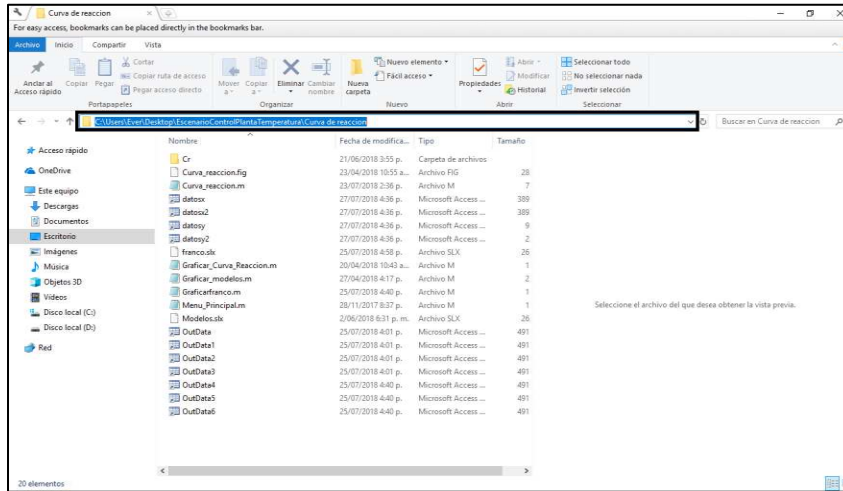 Curva de reaccion
For easy access, bookmarks can be placed directly in the bookmarks bar.
Archivo Inicio Compartir Vista
Anclar al Acceso rápido
Copiar
Pegar
Cortar
Copiar ruta de acceso
Pegar acceso directo
Mover a
Copiar a
Eliminar
Cambiar nombre
Nueva carpeta
Nuevo elemento
Fácil acceso
Propiedades
Abrir
Modificar
Historial
Seleccionar todo
No seleccionar nada
Invertir selección
Portapapeles Organizar Nuevo Abrir Seleccionar
C:\Users\Ever\Desktop\EscenarioControlPlantaTemperatura\Curva de reaccion
Buscar en Curva de reaccion
Acceso rápido
OneDrive
Este equipo
Descargas
Documentos
Escritorio
Imágenes
Música
Objetos 3D
Vídeos
Disco local (C:)
Disco local (D:)
Red
Nombre Fecha de modifica... Tipo Tamaño
Cr 21/06/2018 3:55 p. Carpeta de archivos
Curva_reaccion.fig 23/04/2018 10:55 a... Archivo FIG 28
Curva_reaccion.m 23/07/2018 2:36 p. Archivo M 7
datosx 27/07/2018 4:36 p. Microsoft Access ... 389
datosx2 27/07/2018 4:36 p. Microsoft Access ... 389
datosy 27/07/2018 4:36 p. Microsoft Access ... 9
datosy2 27/07/2018 4:36 p. Microsoft Access ... 2
franco.slx 25/07/2018 4:58 p. Archivo SLX 26
Graficar_Curva_Reaccion.m 20/04/2018 10:43 a... Archivo M 1
Graficar_modelos.m 27/04/2018 4:17 p. Archivo M 2
Graficarfranco.m 25/07/2018 4:40 p. Archivo M 1
Menu_Principal.m 28/11/2017 8:37 p. Archivo M 1
Modelos.slx 2/06/2018 6:31 p. m. Archivo SLX 26
OutData 25/07/2018 4:01 p. Microsoft Access ... 491
OutData1 25/07/2018 4:01 p. Microsoft Access ... 491
OutData2 25/07/2018 4:01 p. Microsoft Access ... 491
OutData3 25/07/2018 4:01 p. Microsoft Access ... 491
OutData4 25/07/2018 4:40 p. Microsoft Access ... 491
OutData5 25/07/2018 4:40 p. Microsoft Access ... 491
OutData6 25/07/2018 4:40 p. Microsoft Access ... 491
Seleccione el archivo del que desea obtener la vista previa.
20 elementos